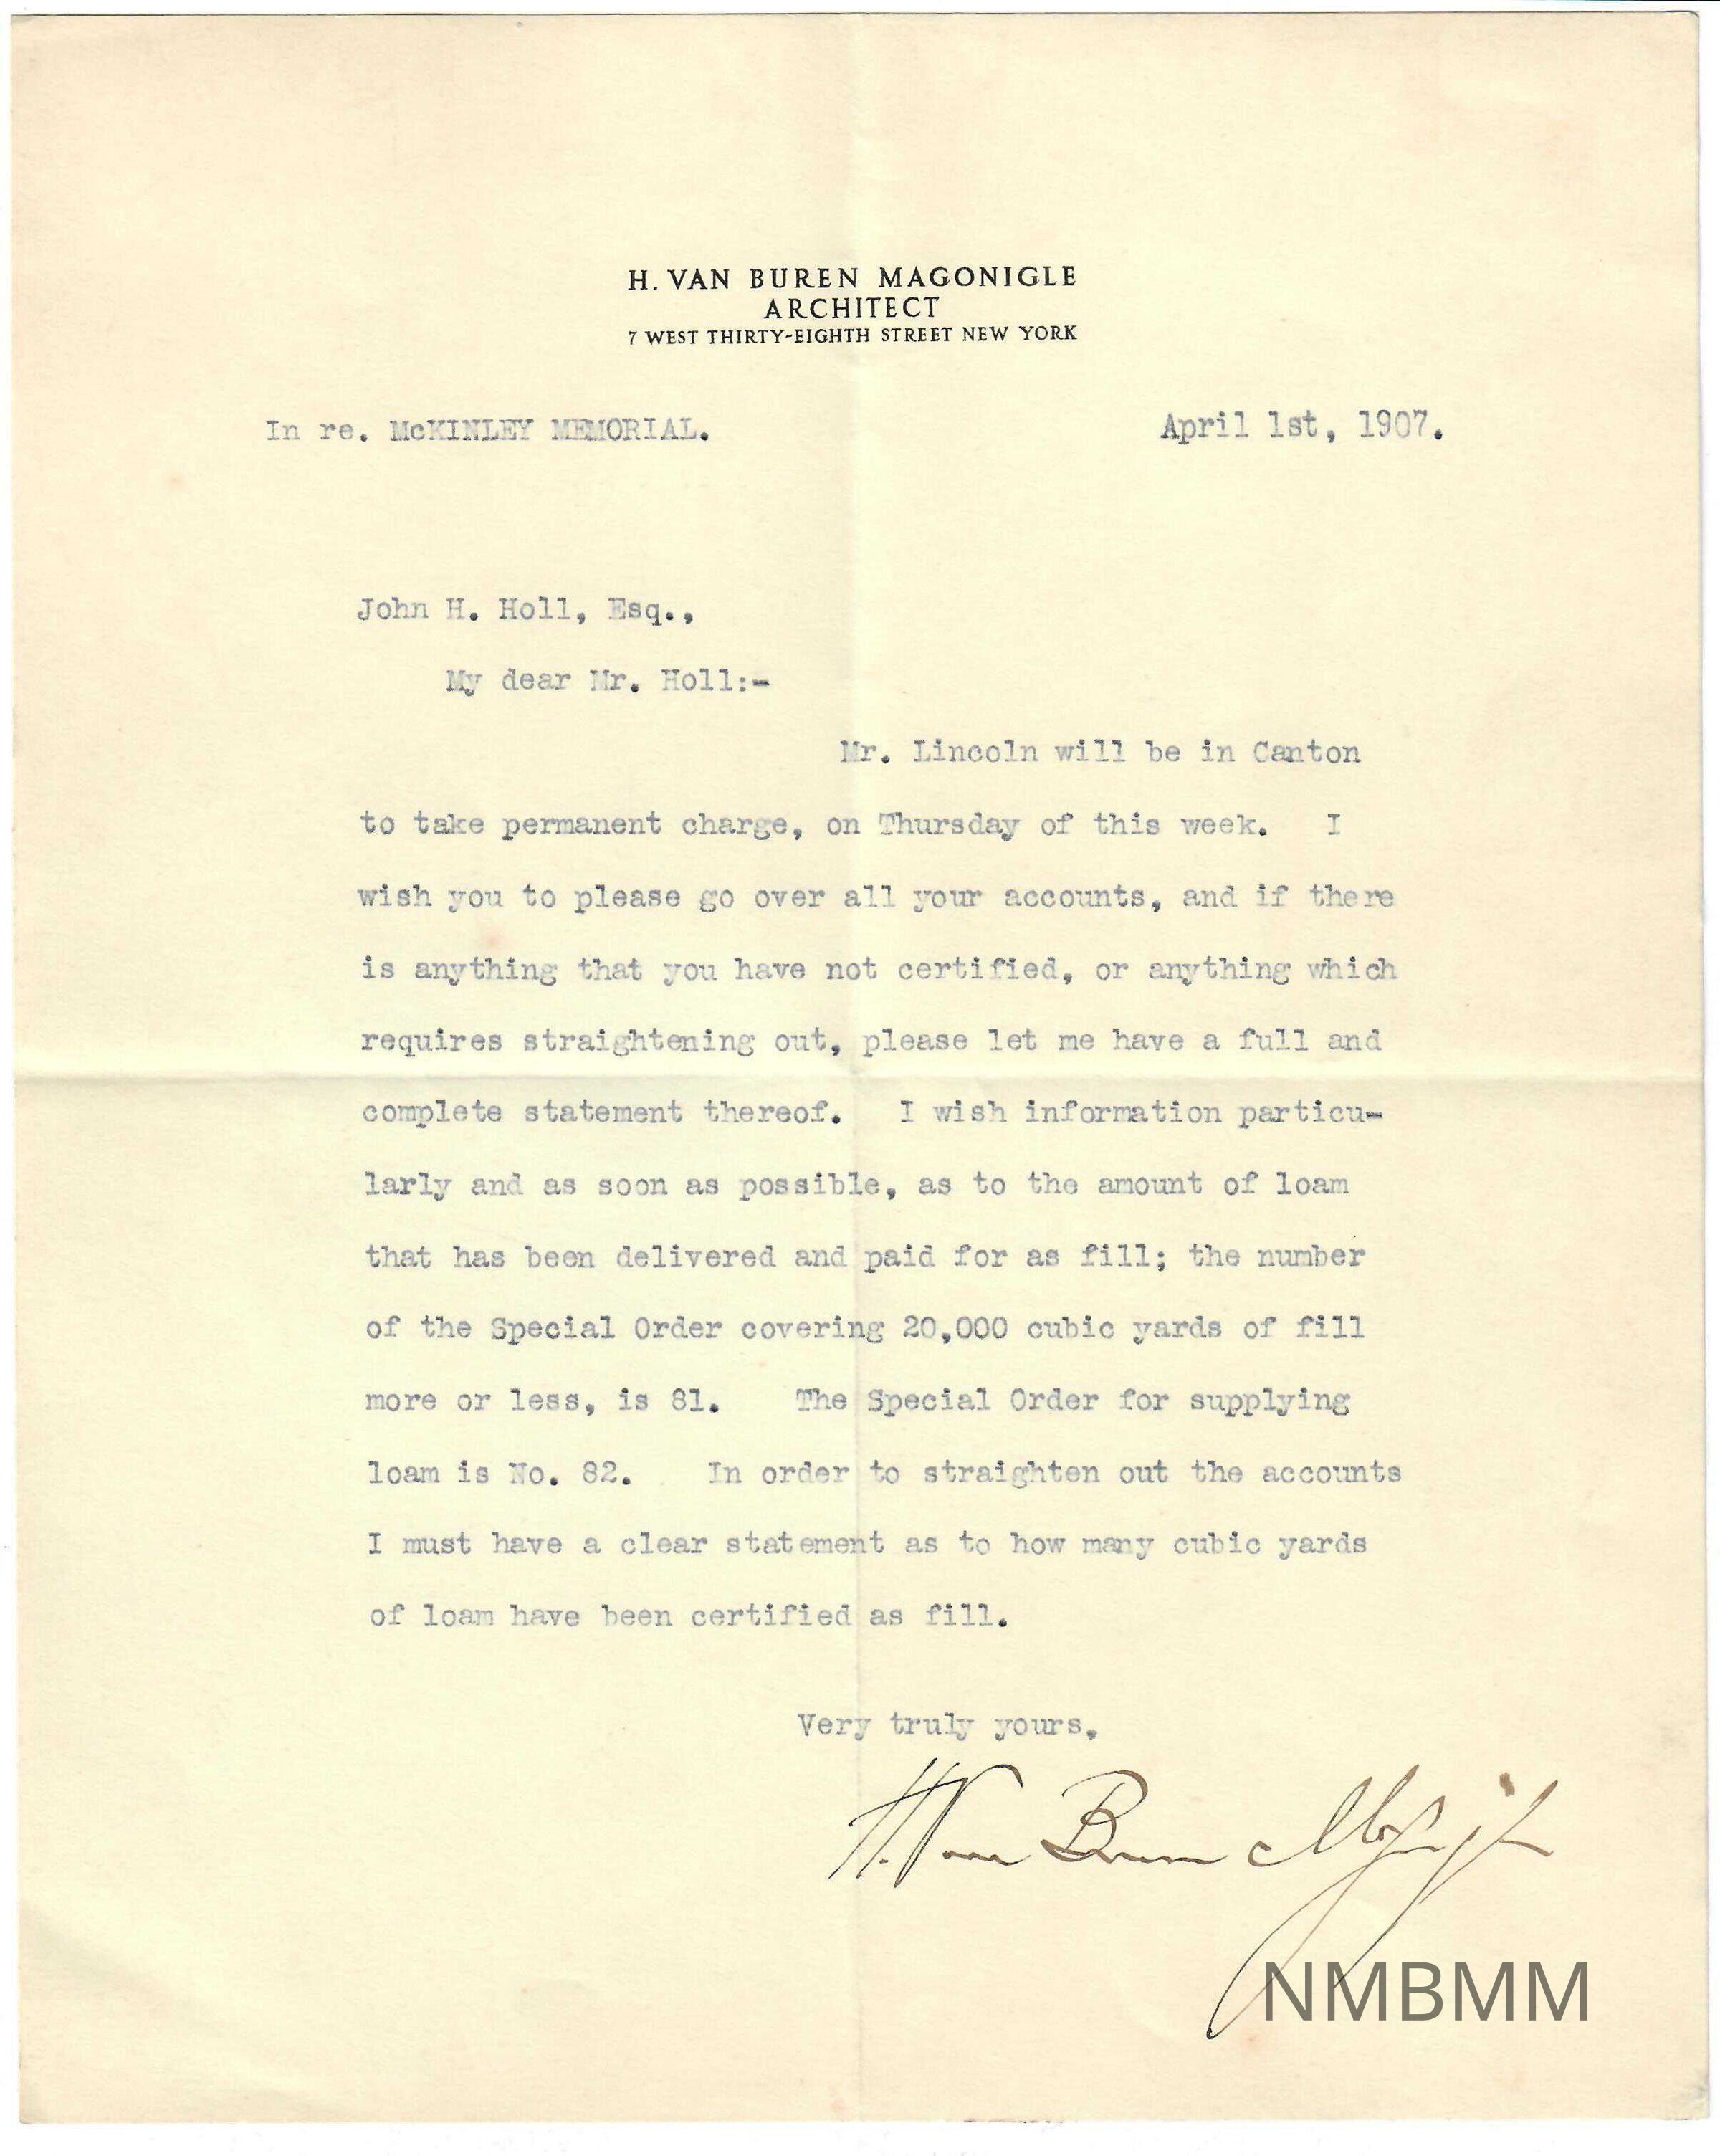 H. VAN BUREN MAGONIGLE
ARCHITECT
7 WEST THIRTY-EIGHTH STREET NEW YORK
In re. McKINLEY MEMORIAL. April 1st, 1907.
John H. Holl, Esq.,
My dear Mr. Holl:-
Mr. Lincoln will be in Canton
to take permanent charge, on Thursday of this week. I
wish you to please go over all your accounts, and if there
is anything that you have not certified, or anything which
requires straightening out, please let me have a full and
complete statement thereof. I wish information particu-
larly and as soon as possible, as to the amount of loam
that has been delivered and paid for as fill; the number
of the Special Order covering 20,000 cubic yards of fill
more or less, is 81. The Special Order for supplying
loam is No. 82. In order to straighten out the accounts
I must have a clear statement as to how many cubic yards
of loam have been certified as fill.
Very truly yours,
H. Van Buren Magonigle
NMBMM